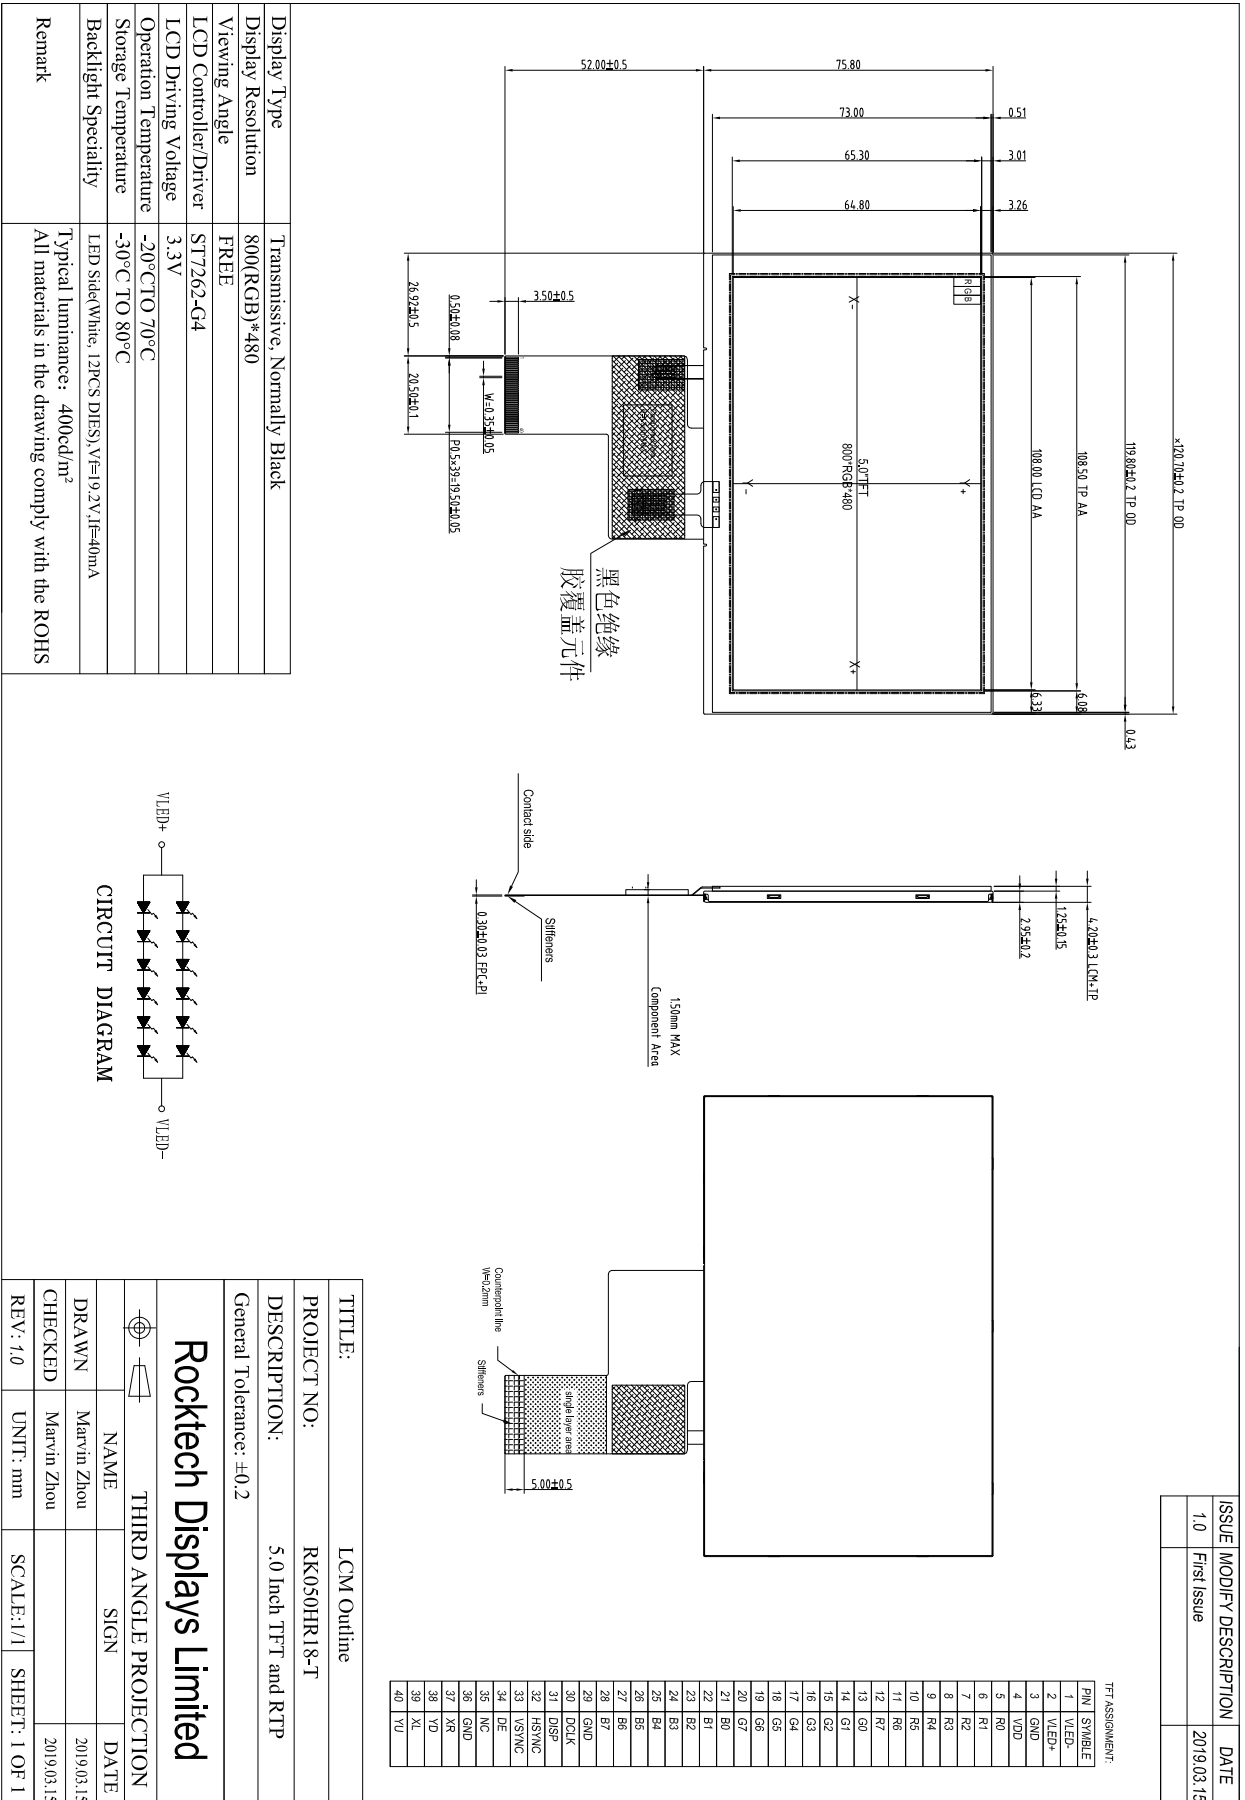 ISSUE MODIFY DESCRIPTION DATE
1.0 First Issue 2019.03.15
×120.70±0.2 TP OD
119.80±0.2 TP OD
0.43
108.50 TP AA
6.08
108.00 LCD AA
6.33
75.80
52.00±0.5
73.00
0.51
65.30
3.01
64.80
3.26
R G B
X-
X+
Y+
Y-
5.0"TFT
800*RGB*480
3.50±0.5
26.92±0.5
0.50±0.08
20.50±0.1
W=0.35±0.05
P0.5×39=19.50±0.05
黑色绝缘
胶覆盖元件
4.20±0.3 LCM+TP
1.25±0.15
2.95±0.2
1.50mm MAX
Component Area
Contact side
Stiffeners
0.30±0.03 FPC+PI
Counterpoint line
W=0.2mm
Stiffeners
single layer area
5.00±0.5
TFT ASSIGNMENT:
PIN SYMBLE
1 VLED-
2 VLED+
3 GND
4 VDD
5 R0
6 R1
7 R2
8 R3
9 R4
10 R5
11 R6
12 R7
13 G0
14 G1
15 G2
16 G3
17 G4
18 G5
19 G6
20 G7
21 B0
22 B1
23 B2
24 B3
25 B4
26 B5
27 B6
28 B7
29 GND
30 DCLK
31 DISP
32 HSYNC
33 VSYNC
34 DE
35 NC
36 GND
37 XR
38 YD
39 XL
40 YU
Display Type Transmissive, Normally Black
Display Resolution 800(RGB)*480
Viewing Angle FREE
LCD Controller/Driver ST7262-G4
LCD Driving Voltage 3.3V
Operation Temperature -20°CTO 70°C
Storage Temperature -30°C TO 80°C
Backlight Speciality LED Side(White, 12PCS DIES),Vf=19.2V,If=40mA
Remark
Typical luminance: 400cd/m²
All materials in the drawing comply with the ROHS
VLED+
VLED-
CIRCUIT DIAGRAM
TITLE: LCM Outline
PROJECT NO: RK050HR18-T
DESCRIPTION: 5.0 Inch TFT and RTP
General Tolerance: ±0.2
Rocktech Displays Limited
THIRD ANGLE PROJECTION
NAME SIGN DATE
DRAWN Marvin Zhou 2019.03.15
CHECKED Marvin Zhou 2019.03.15
REV: 1.0 UNIT: mm SCALE:1/1 SHEET: 1 OF 1